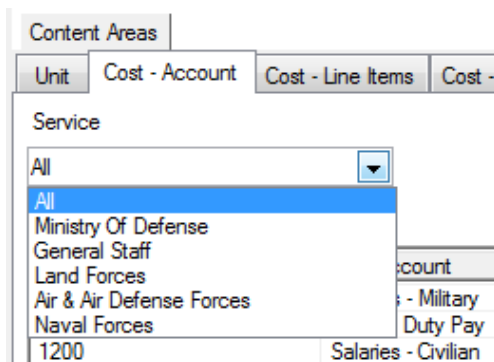 Content Areas
Unit Cost - Account Cost - Line Items Cost -
Service
All
All
Ministry Of Defense
General Staff
Land Forces
Air & Air Defense Forces
Naval Forces
ccount
- Military
Duty Pay
1200 Salaries - Civilian